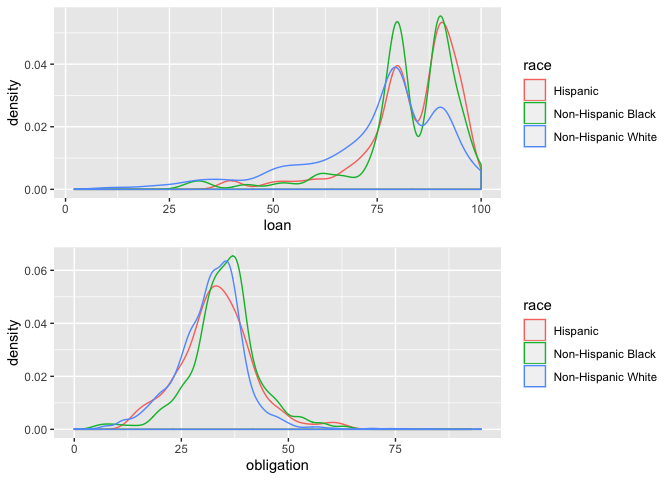 density
0.04
0.02
0.00
0
25
50
75
100
loan
race
Hispanic
Non-Hispanic Black
Non-Hispanic White
density
0.06
0.04
0.02
0.00
0
25
50
75
obligation
race
Hispanic
Non-Hispanic Black
Non-Hispanic White